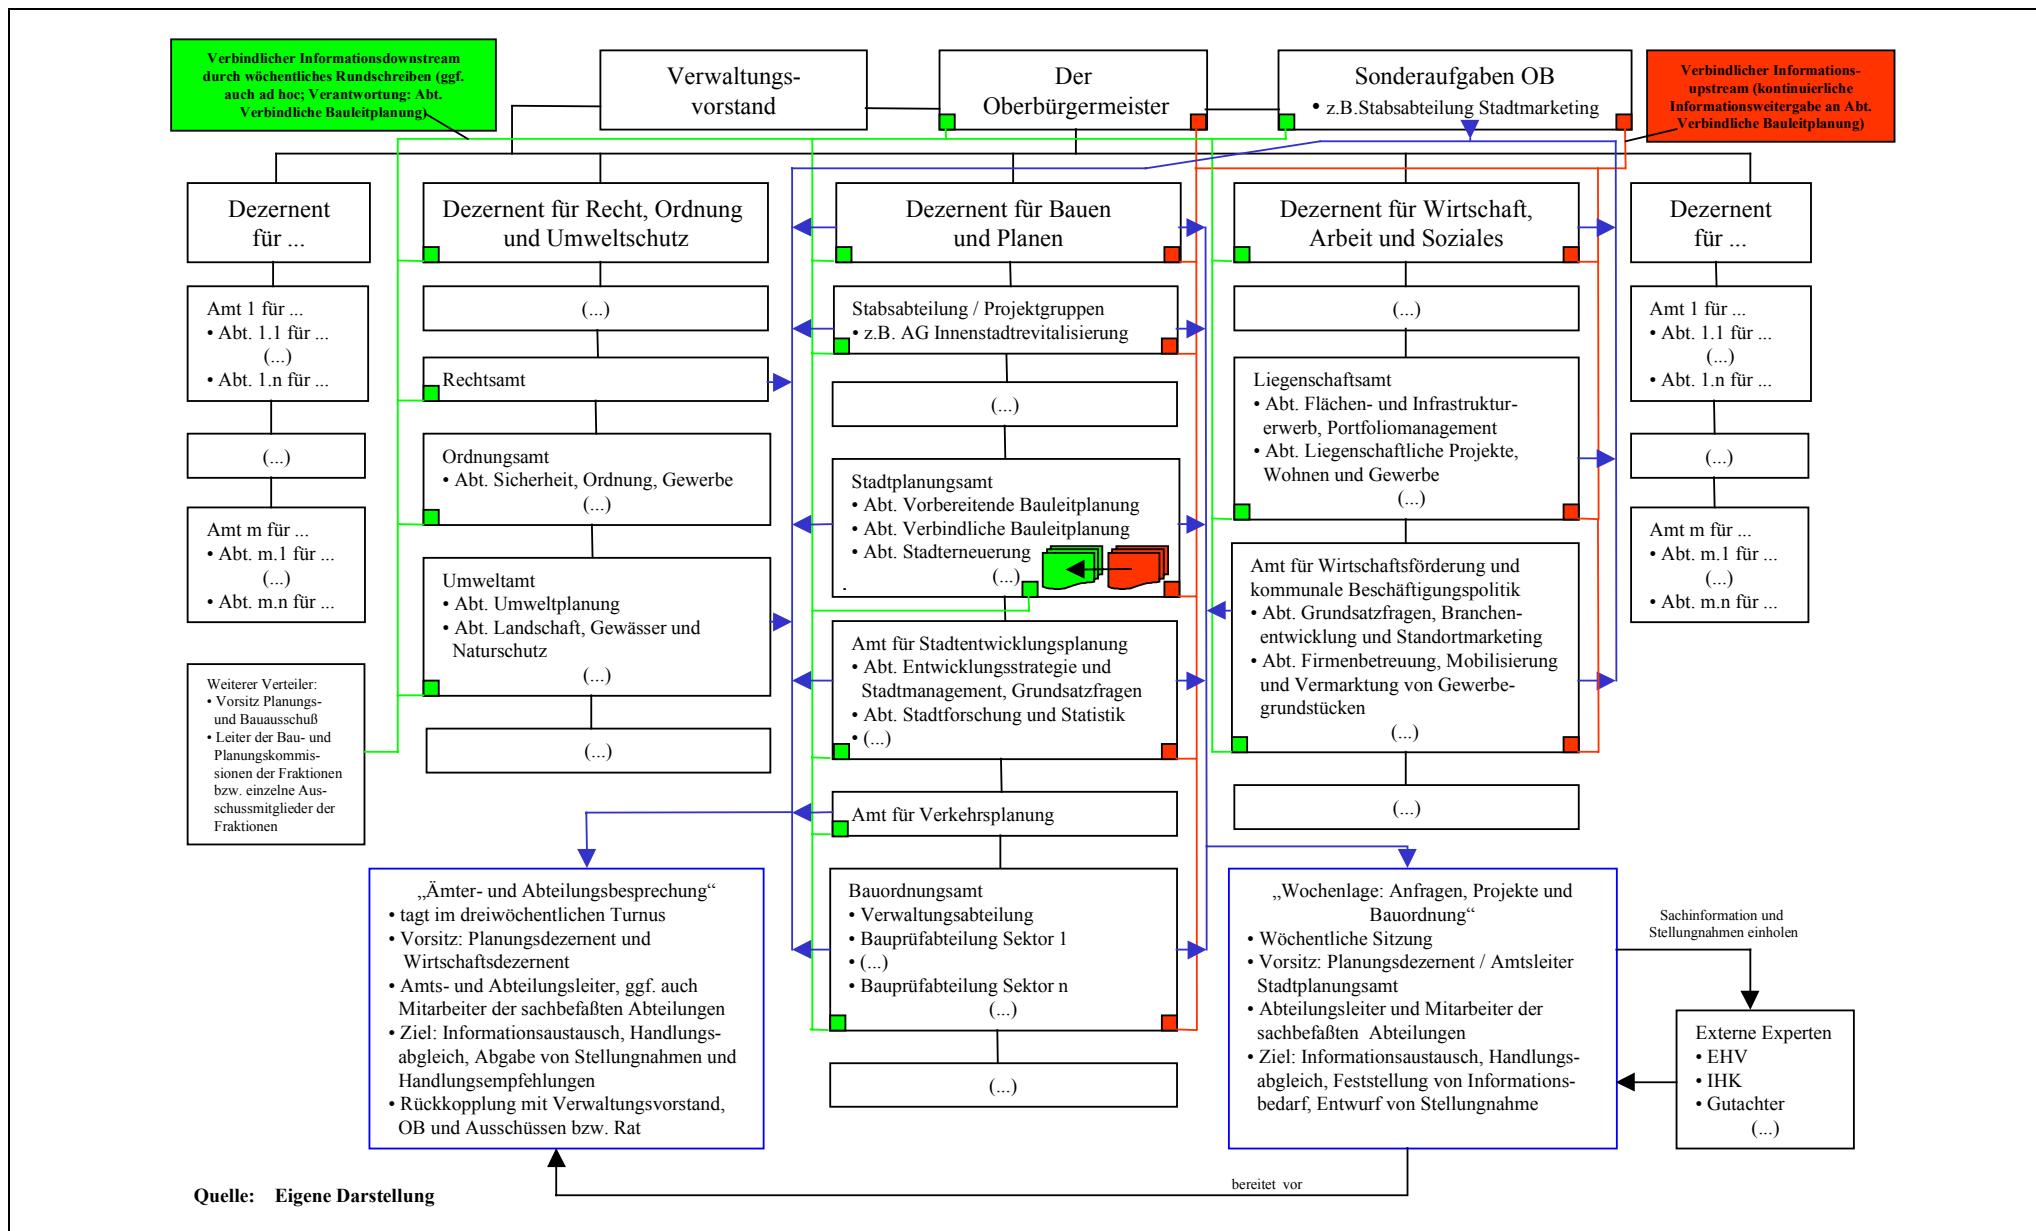 Verbindlicher Informationsdownstream
durch wöchentliches Rundschreiben (ggf.
auch ad hoc; Verantwortung: Abt.
Verbindliche Bauleitplanung)
Verwaltungs-
vorstand
Der
Oberbürgermeister
Sonderaufgaben OB
• z.B.Stabsabteilung Stadtmarketing
Verbindlicher Informations-
upstream (kontinuierliche
Informationsweitergabe an Abt.
Verbindliche Bauleitplanung)
Dezernent
für ...
Amt 1 für ...
• Abt. 1.1 für ...
(...)
• Abt. 1.n für ...
(...)
Amt m für ...
• Abt. m.1 für ...
(...)
• Abt. m.n für ...
Weiterer Verteiler:
• Vorsitz Planungs-
und Bauausschuß
• Leiter der Bau- und
Planungskommis-
sionen der Fraktionen
bzw. einzelne Aus-
schussmitglieder der
Fraktionen
Dezernent für Recht, Ordnung
und Umweltschutz
(...)
Rechtsamt
Ordnungsamt
• Abt. Sicherheit, Ordnung, Gewerbe
(...)
Umweltamt
• Abt. Umweltplanung
• Abt. Landschaft, Gewässer und
Naturschutz
(...)
(...)
Dezernent für Bauen
und Planen
Stabsabteilung / Projektgruppen
• z.B. AG Innenstadtrevitalisierung
(...)
Stadtplanungsamt
• Abt. Vorbereitende Bauleitplanung
• Abt. Verbindliche Bauleitplanung
• Abt. Stadterneuerung
(...)
.
Amt für Stadtentwicklungsplanung
• Abt. Entwicklungsstrategie und
Stadtmanagement, Grundsatzfragen
• Abt. Stadtforschung und Statistik
• (...)
Amt für Verkehrsplanung
Bauordnungsamt
• Verwaltungsabteilung
• Bauprüfabteilung Sektor 1
• (...)
• Bauprüfabteilung Sektor n
(...)
(...)
Dezernent für Wirtschaft,
Arbeit und Soziales
(...)
Liegenschaftsamt
• Abt. Flächen- und Infrastruktur-
erwerb, Portfoliomanagement
• Abt. Liegenschaftliche Projekte,
Wohnen und Gewerbe
(...)
Amt für Wirtschaftsförderung und
kommunale Beschäftigungspolitik
• Abt. Grundsatzfragen, Branchen-
entwicklung und Standortmarketing
• Abt. Firmenbetreuung, Mobilisierung
und Vermarktung von Gewerbe-
grundstücken
(...)
(...)
Dezernent
für ...
Amt 1 für ...
• Abt. 1.1 für ...
(...)
• Abt. 1.n für ...
(...)
Amt m für ...
• Abt. m.1 für ...
(...)
• Abt. m.n für ...
„Ämter- und Abteilungsbesprechung“
• tagt im dreiwöchentlichen Turnus
• Vorsitz: Planungsdezernent und
Wirtschaftsdezernent
• Amts- und Abteilungsleiter, ggf. auch
Mitarbeiter der sachbefaßten Abteilungen
• Ziel: Informationsaustausch, Handlungs-
abgleich, Abgabe von Stellungnahmen und
Handlungsempfehlungen
• Rückkopplung mit Verwaltungsvorstand,
OB und Ausschüssen bzw. Rat
„Wochenlage: Anfragen, Projekte und
Bauordnung“
• Wöchentliche Sitzung
• Vorsitz: Planungsdezernent / Amtsleiter
Stadtplanungsamt
• Abteilungsleiter und Mitarbeiter der
sachbefaßten Abteilungen
• Ziel: Informationsaustausch, Handlungs-
abgleich, Feststellung von Informations-
bedarf, Entwurf von Stellungnahme
Sachinformation und
Stellungnahmen einholen
Externe Experten
• EHV
• IHK
• Gutachter
(...)
bereitet vor
Quelle: Eigene Darstellung